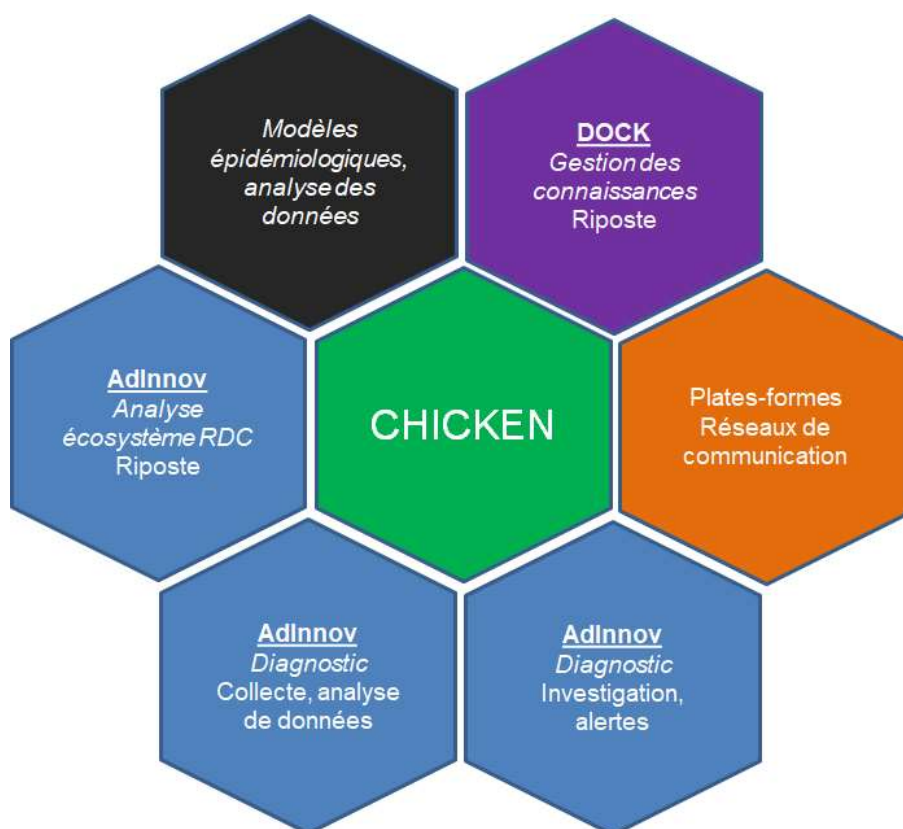 Modèles
épidémiologiques,
analyse des
données
DOCK
Gestion des
connaissances
Riposte
AdInnov
Analyse
écosystème RDC
Riposte
CHICKEN
Plates-formes
Réseaux de
communication
AdInnov
Diagnostic
Collecte, analyse
de données
AdInnov
Diagnostic
Investigation,
alertes